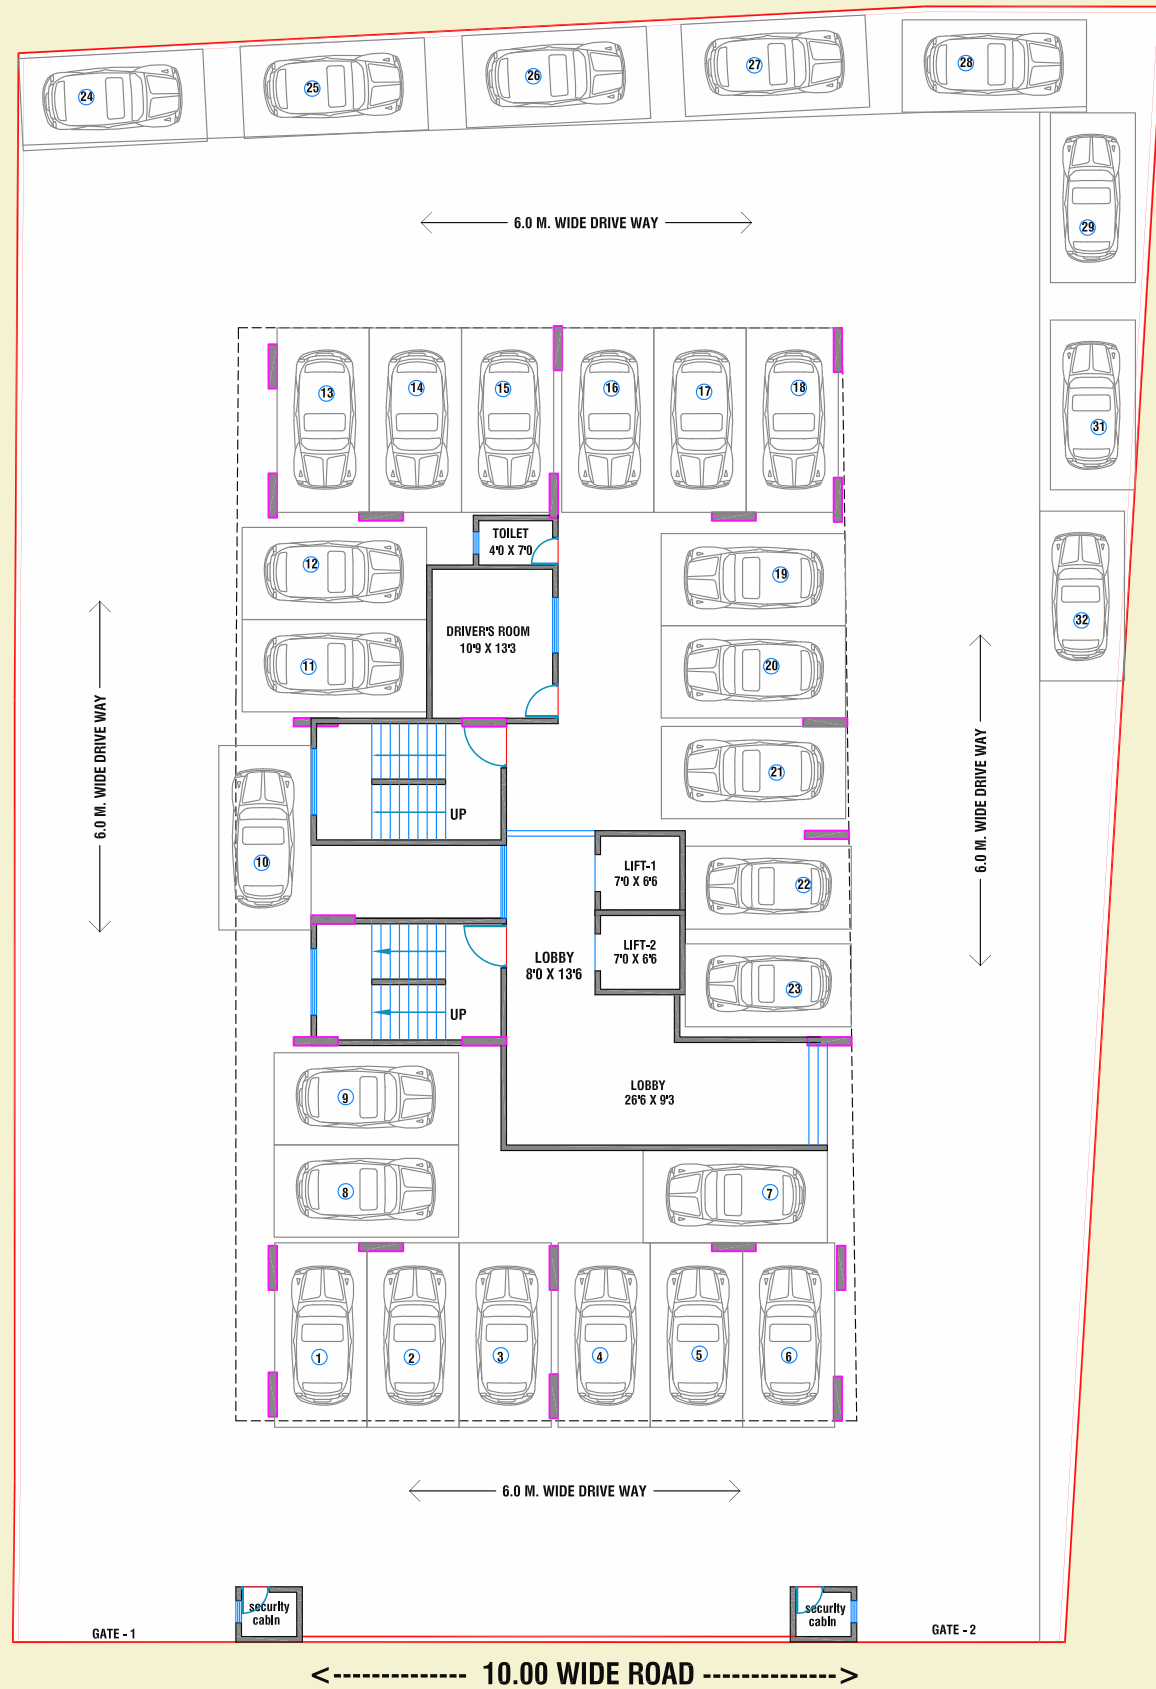 24
25
26
27
28
29
6.0 M. WIDE DRIVE WAY
31
13
14
15
16
17
18
TOILET
4'0 X 7'0
12
19
32
DRIVER'S ROOM
10'9 X 13'3
11
20
6.0 M. WIDE DRIVE WAY
6.0 M. WIDE DRIVE WAY
21
UP
10
LIFT-1
7'0 X 6'6
22
LIFT-2
7'0 X 6'6
LOBBY
8'0 X 13'6
23
UP
9
LOBBY
26'6 X 9'3
8
7
1
2
3
4
5
6
6.0 M. WIDE DRIVE WAY
security
cabin
security
cabin
GATE - 1
GATE - 2
<-------------- 10.00 WIDE ROAD -------------->